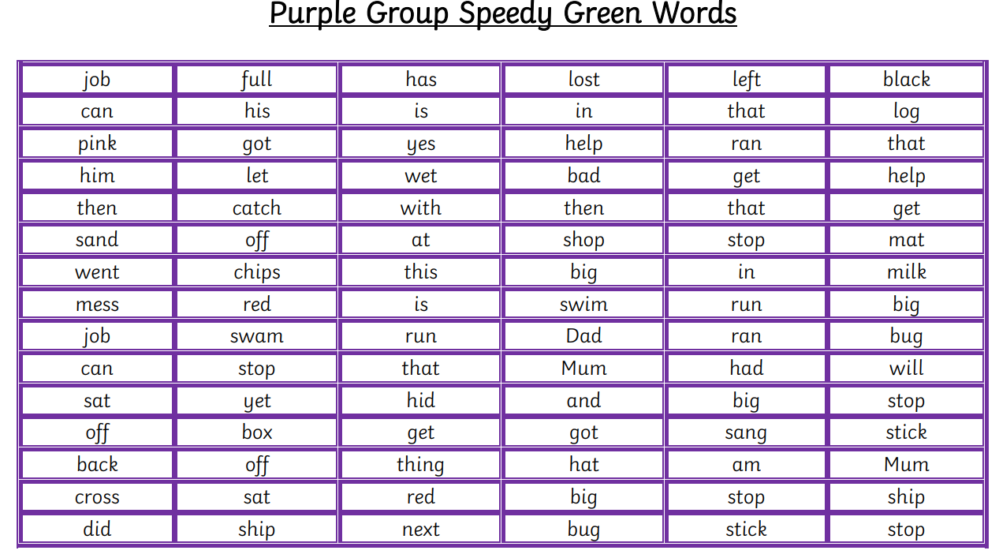 Purple Group Speedy Green Words
job full has lost left black
can his is in that log
pink got yes help ran that
him let wet bad get help
then catch with then that get
sand off at shop stop mat
went chips this big in milk
mess red is swim run big
job swam run Dad ran bug
can stop that Mum had will
sat yet hid and big stop
off box get got sang stick
back off thing hat am Mum
cross sat red big stop ship
did ship next bug stick stop